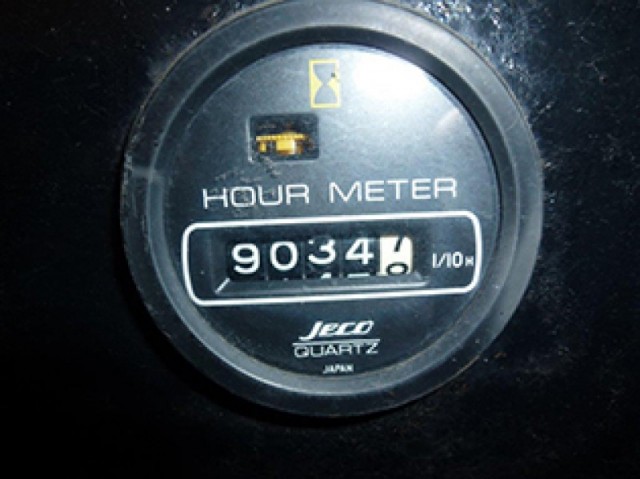 HOUR METER
9034 1/10H
Jeco
QUARTZ
JAPAN